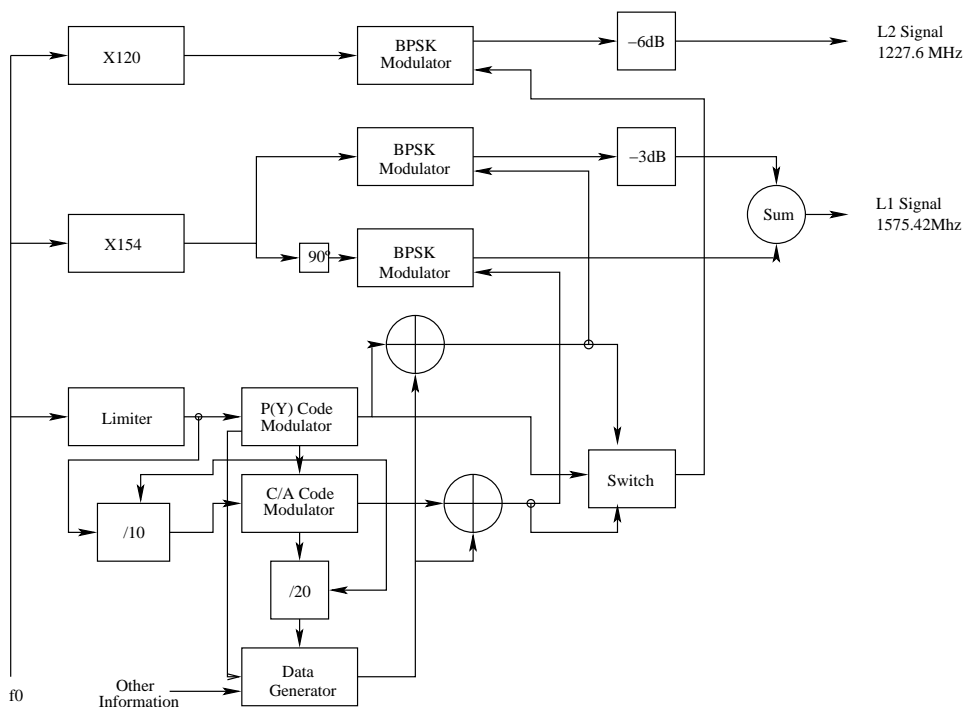 L2 Signal
1227.6 MHz
BPSK
Modulator
−6dB
X120
BPSK
Modulator
−3dB
L1 Signal
1575.42Mhz
Sum
X154
90º
BPSK
Modulator
Limiter
P(Y) Code
Modulator
C/A Code
Modulator
Switch
/10
/20
Data
Generator
f0
Other
Information